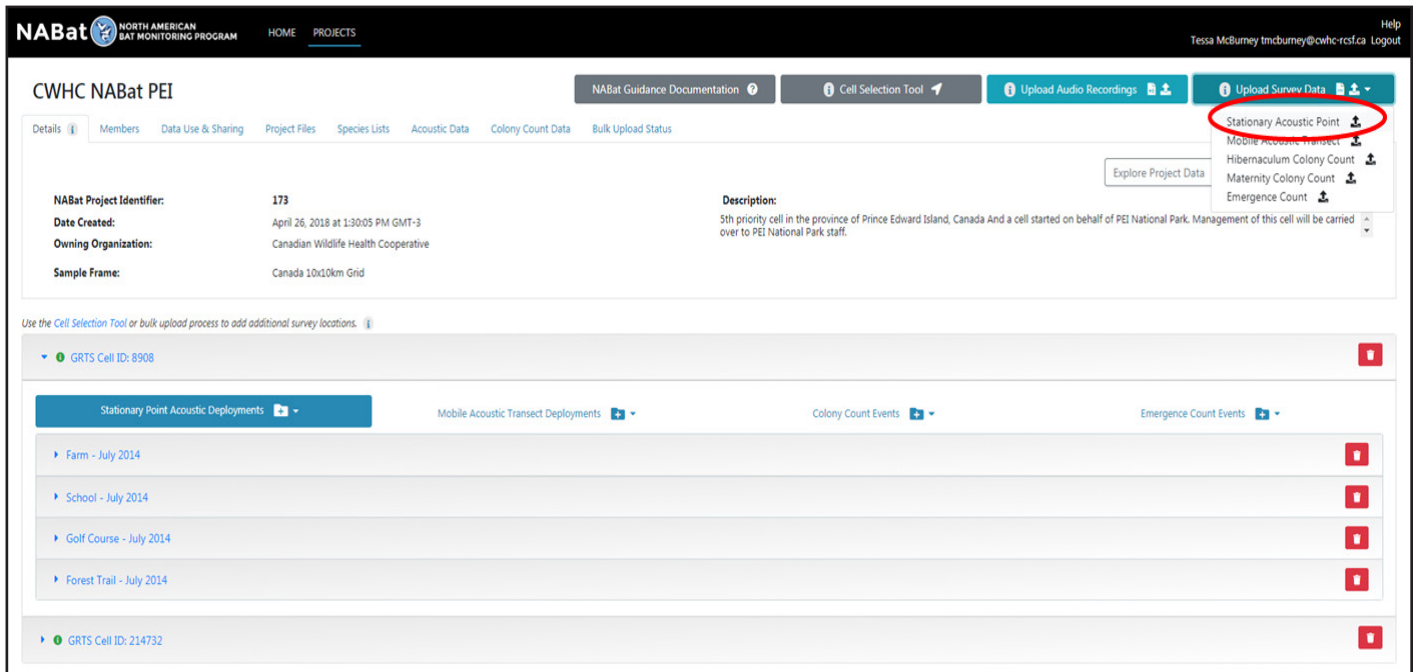 NABat NORTH AMERICAN BAT MONITORING PROGRAM HOME PROJECTS
Help
Tessa McBurney tmcburney@cwhc-rcsf.ca Logout
CWHC NABat PEI
NABat Guidance Documentation
Cell Selection Tool
Upload Audio Recordings
Upload Survey Data
Stationary Acoustic Point
Mobile Acoustic Transect
Hibernaculum Colony Count
Maternity Colony Count
Emergence Count
Details Members Data Use & Sharing Project Files Species Lists Acoustic Data Colony Count Data Bulk Upload Status
Explore Project Data
NABat Project Identifier: 173
Date Created: April 26, 2018 at 1:30:05 PM GMT-3
Owning Organization: Canadian Wildlife Health Cooperative
Sample Frame: Canada 10x10km Grid
Description:
5th priority cell in the province of Prince Edward Island, Canada And a cell started on behalf of PEI National Park. Management of this cell will be carried
over to PEI National Park staff.
Use the Cell Selection Tool or bulk upload process to add additional survey locations.
GRTS Cell ID: 8908
Stationary Point Acoustic Deployments Mobile Acoustic Transect Deployments Colony Count Events Emergence Count Events
Farm - July 2014
School - July 2014
Golf Course - July 2014
Forest Trail - July 2014
GRTS Cell ID: 214732